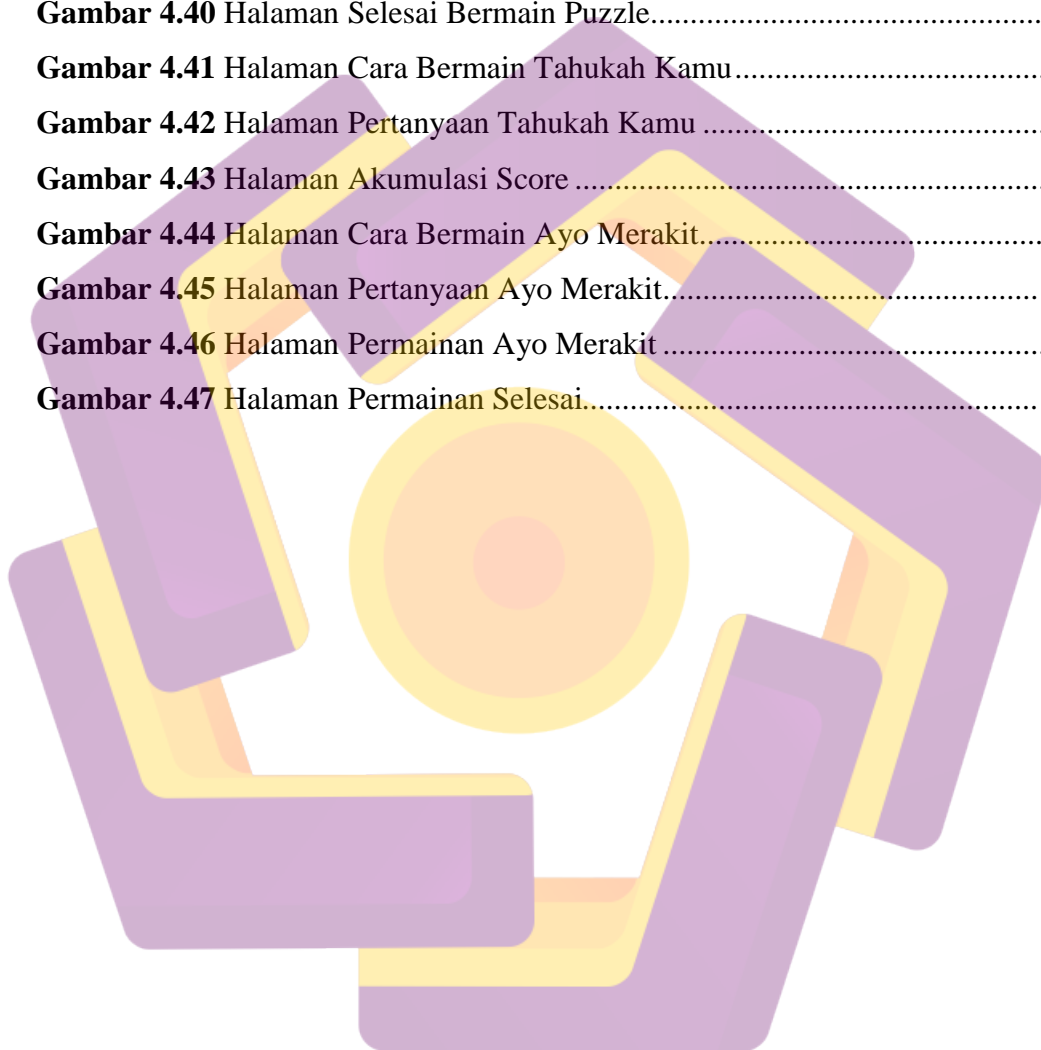 Gambar 4.40 Halaman Selesai Bermain Puzzle................................................
Gambar 4.41 Halaman Cara Bermain Tahukah Kamu.....................................
Gambar 4.42 Halaman Pertanyaan Tahukah Kamu .........................................
Gambar 4.43 Halaman Akumulasi Score .........................................................
Gambar 4.44 Halaman Cara Bermain Ayo Merakit..........................................
Gambar 4.45 Halaman Pertanyaan Ayo Merakit..............................................
Gambar 4.46 Halaman Permainan Ayo Merakit ..............................................
Gambar 4.47 Halaman Permainan Selesai........................................................